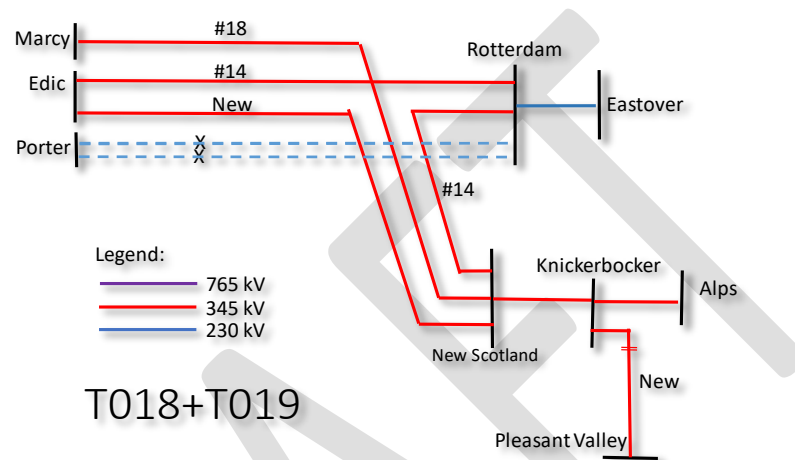 Marcy
#18
Rotterdam
Edic
#14
Eastover
New
Porter
X
X
#14
Legend:
765 kV
345 kV
230 kV
Knickerbocker
Alps
New Scotland
New
T018+T019
Pleasant Valley